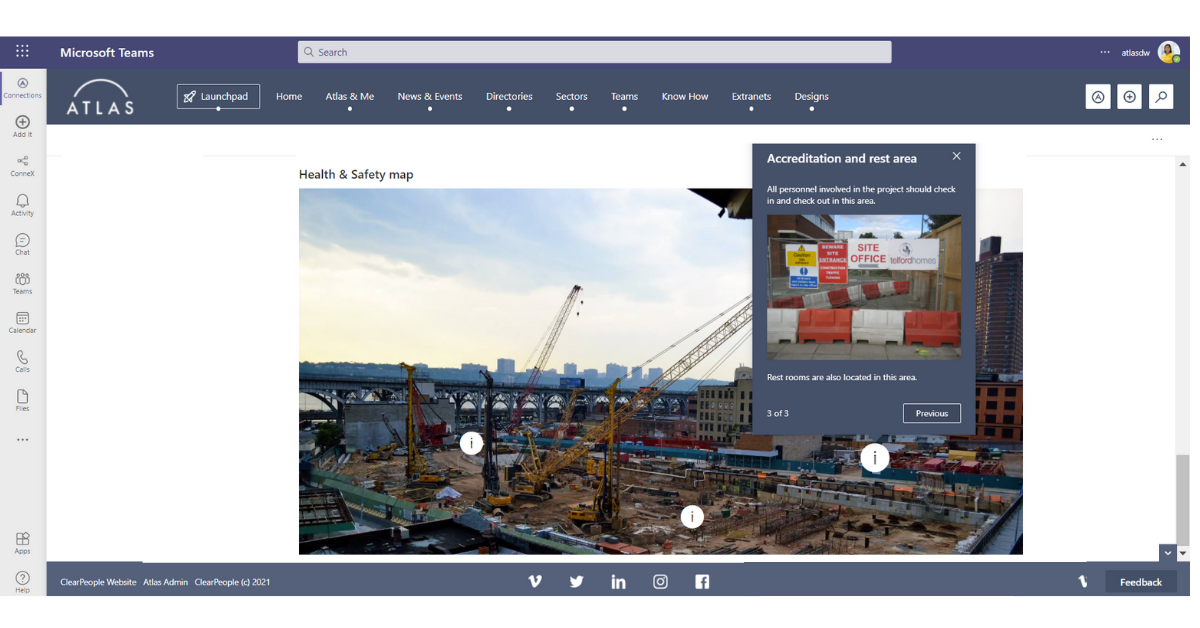 Microsoft Teams
Search
atlasdw
ATLAS
Launchpad
Home
Atlas & Me
News & Events
Directories
Sectors
Teams
Know How
Extranets
Designs
Connections
Add It
ConneX
Activity
Chat
Teams
Calendar
Calls
Files
Apps
Help
Health & Safety map
Accreditation and rest area
All personnel involved in the project should check
in and check out in this area.
Caution
BEWARE
SITE
ENTRANCE
CONSTRUCTION
TRAFFIC
SITE
OFFICE
telfordhomes
Rest rooms are also located in this area.
3 of 3
Previous
i
i
i
ClearPeople Website
Atlas Admin
ClearPeople (c) 2021
Feedback